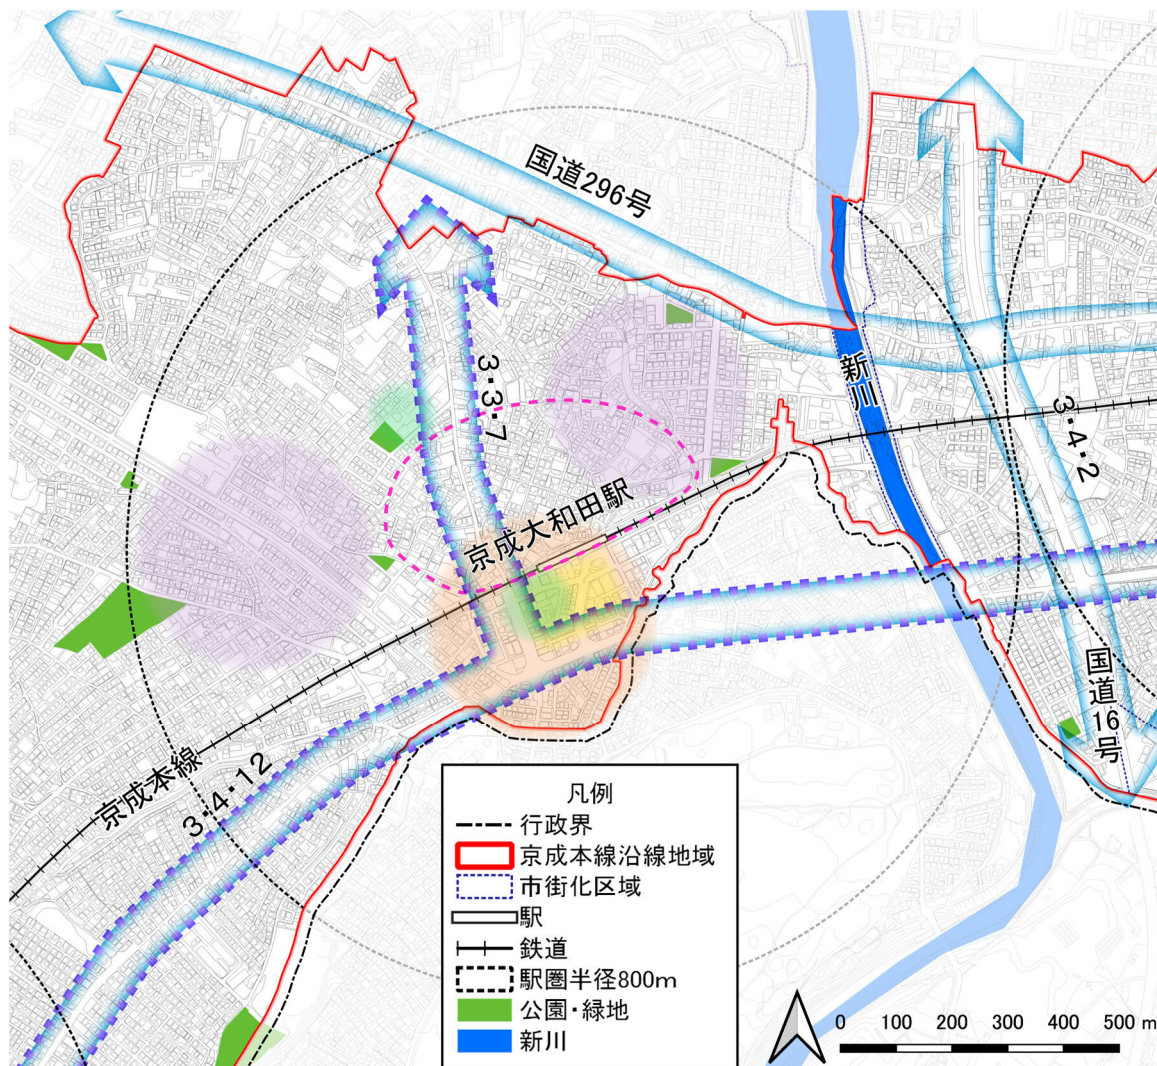 国道296号
新川
3・3・7
3・4・2
京成大和田駅
国道16号
京成本線
3・4・12
凡例
行政界
京成本線沿線地域
市街化区域
駅
鉄道
駅圏半径800m
公園・緑地
新川
0 100 200 300 400 500 m